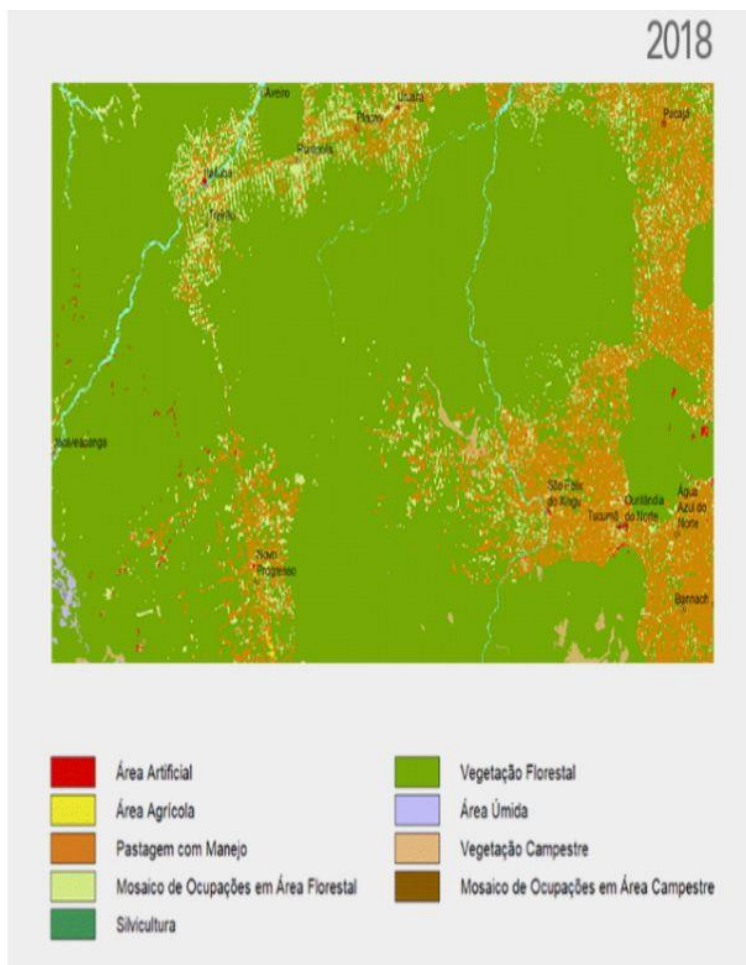 2018
Aveiro
Uruará
Placas
Pacajá
Rurópolis
Itaituba
Trairão
Jacareacanga
São Félix
do Xingu
Tucumã
Ourilândia
do Norte
Água
Azul do
Norte
Novo
Progresso
Bannach
Área Artificial
Vegetação Florestal
Área Agrícola
Área Úmida
Pastagem com Manejo
Vegetação Campestre
Mosaico de Ocupações em Área Florestal
Mosaico de Ocupações em Área Campestre
Silvicultura